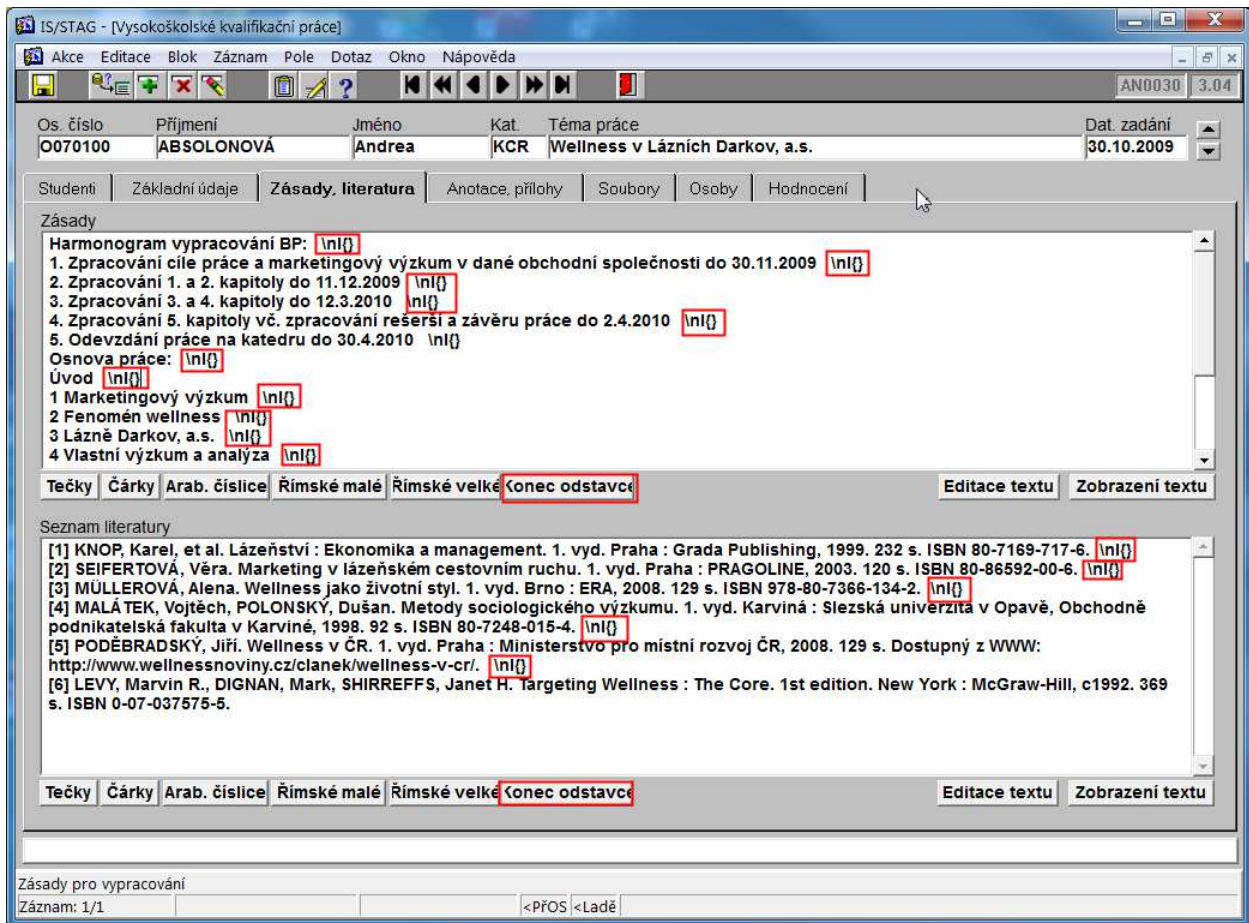 IS/STAG - [Vysokoškolské kvalifikační práce]
Akce Editace Blok Záznam Pole Dotaz Okno Nápověda
AN0030 3.04
Os. číslo Příjmení Jméno Kat. Téma práce Dat. zadání
O070100 ABSOLONOVÁ Andrea KCR Wellness v Lázních Darkov, a.s. 30.10.2009
Studenti Základní údaje Zásady, literatura Anotace, přílohy Soubory Osoby Hodnocení
Zásady
Harmonogram vypracování BP: \nl{}
1. Zpracování cíle práce a marketingový výzkum v dané obchodní společnosti do 30.11.2009 \nl{}
2. Zpracování 1. a 2. kapitoly do 11.12.2009 \nl{}
3. Zpracování 3. a 4. kapitoly do 12.3.2010 \nl{}
4. Zpracování 5. kapitoly vč. zpracování rešerší a závěru práce do 2.4.2010 \nl{}
5. Odevzdání práce na katedru do 30.4.2010 \nl{}
Osnova práce: \nl{}
Úvod \nl{}
1 Marketingový výzkum \nl{}
2 Fenomén wellness \nl{}
3 Lázně Darkov, a.s. \nl{}
4 Vlastní výzkum a analýza \nl{}
Tečky Čárky Arab. číslice Římské malé Římské velké Konec odstavce Editace textu Zobrazení textu
Seznam literatury
[1] KNOP, Karel, et al. Lázeňství : Ekonomika a management. 1. vyd. Praha : Grada Publishing, 1999. 232 s. ISBN 80-7169-717-6. \nl{}
[2] SEIFERTOVÁ, Věra. Marketing v lázeňském cestovním ruchu. 1. vyd. Praha : PRAGOLINE, 2003. 120 s. ISBN 80-86592-00-6. \nl{}
[3] MÜLLEROVÁ, Alena. Wellness jako životní styl. 1. vyd. Brno : ERA, 2008. 129 s. ISBN 978-80-7366-134-2. \nl{}
[4] MALÁTEK, Vojtěch, POLONSKÝ, Dušan. Metody sociologického výzkumu. 1. vyd. Karviná : Slezská univerzita v Opavě, Obchodně
podnikatelská fakulta v Karviné, 1998. 92 s. ISBN 80-7248-015-4. \nl{}
[5] PODĚBRADSKÝ, Jiří. Wellness v ČR. 1. vyd. Praha : Ministerstvo pro místní rozvoj ČR, 2008. 129 s. Dostupný z WWW:
http://www.wellnessnoviny.cz/clanek/wellness-v-cr/. \nl{}
[6] LEVY, Marvin R., DIGNAN, Mark, SHIRREFFS, Janet H. Targeting Wellness : The Core. 1st edition. New York : McGraw-Hill, c1992. 369
s. ISBN 0-07-037575-5.
Tečky Čárky Arab. číslice Římské malé Římské velké Konec odstavce Editace textu Zobrazení textu
Zásady pro vypracování
Záznam: 1/1 <PřOS <Ladě